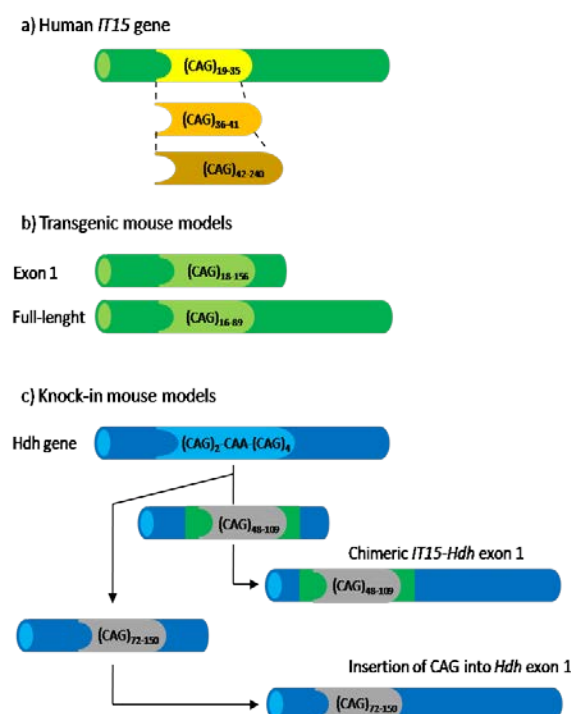 a) Human IT15 gene
(CAG)19-35
(CAG)36-41
(CAG)42-240
b) Transgenic mouse models
Exon 1
(CAG)18-156
Full-lenght
(CAG)16-89
c) Knock-in mouse models
Hdh gene
(CAG)2-CAA-(CAG)4
(CAG)48-109
Chimeric IT15-Hdh exon 1
(CAG)48-109
(CAG)72-150
Insertion of CAG into Hdh exon 1
(CAG)72-150